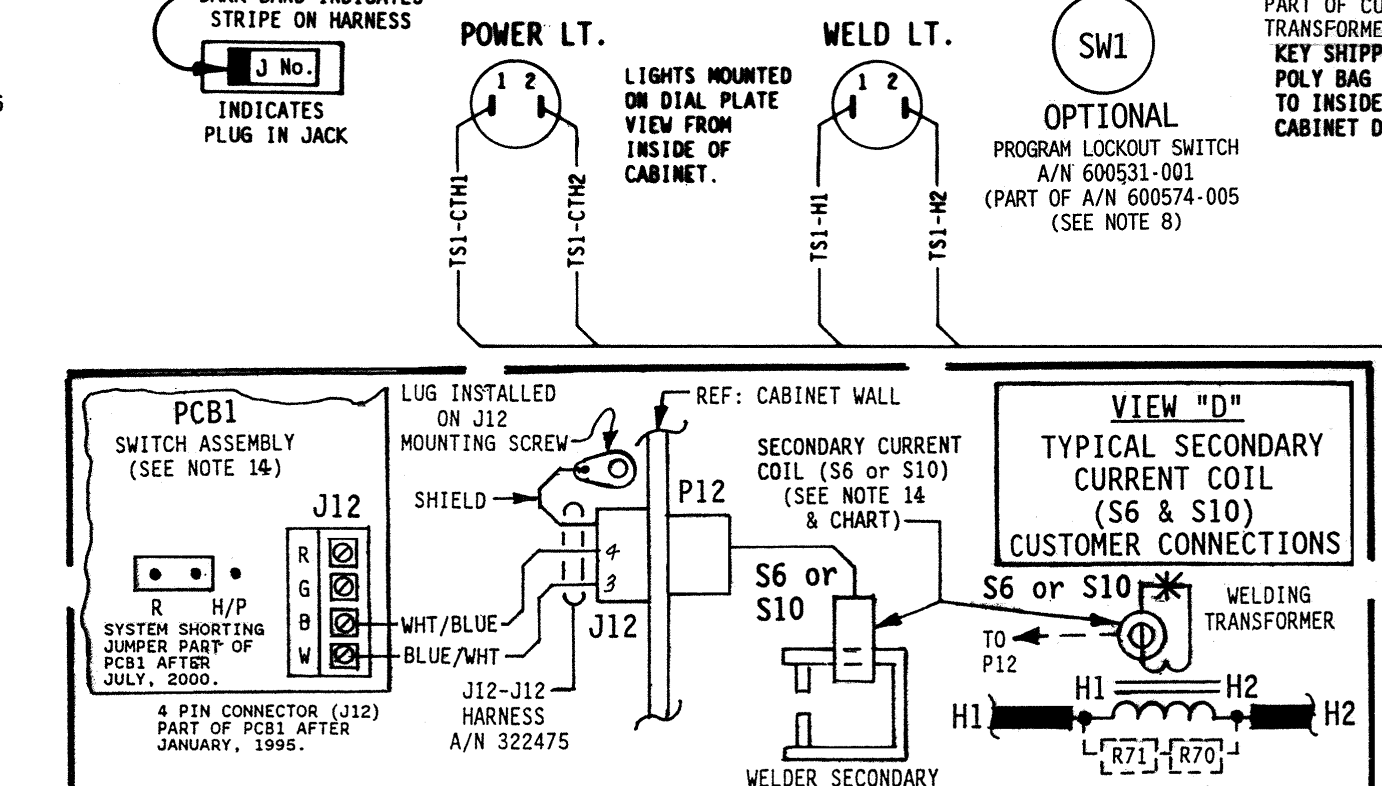 STRIPE ON HARNESS
J No.
INDICATES
PLUG IN JACK
POWER LT.
1 2
TS1-CTH1
TS1-CTH2
LIGHTS MOUNTED
ON DIAL PLATE
VIEW FROM
INSIDE OF
CABINET.
WELD LT.
1 2
TS1-H1
TS1-H2
SW1
OPTIONAL
PROGRAM LOCKOUT SWITCH
A/N 600531-001
(PART OF A/N 600574-005
(SEE NOTE 8)
PART OF
TRANSFORME
KEY SHIPP
POLY BAG
TO INSIDE
CABINET D
PCB1
SWITCH ASSEMBLY
(SEE NOTE 14)
J12
R
G
B
W
R H/P
SYSTEM SHORTING
JUMPER PART OF
PCB1 AFTER
JULY, 2000.
4 PIN CONNECTOR (J12)
PART OF PCB1 AFTER
JANUARY, 1995.
LUG INSTALLED
ON J12
MOUNTING SCREW
SHIELD
WHT/BLUE
BLUE/WHT
4
3
J12
P12
J12-J12
HARNESS
A/N 322475
REF: CABINET WALL
SECONDARY CURRENT
COIL (S6 or S10)
(SEE NOTE 14
& CHART)
S6 or
S10
WELDER SECONDARY
VIEW "D"
TYPICAL SECONDARY
CURRENT COIL
(S6 & S10)
CUSTOMER CONNECTIONS
S6 or S10
WELDING
TRANSFORMER
TO
P12
H1 H2
H1 H2
R71 R70